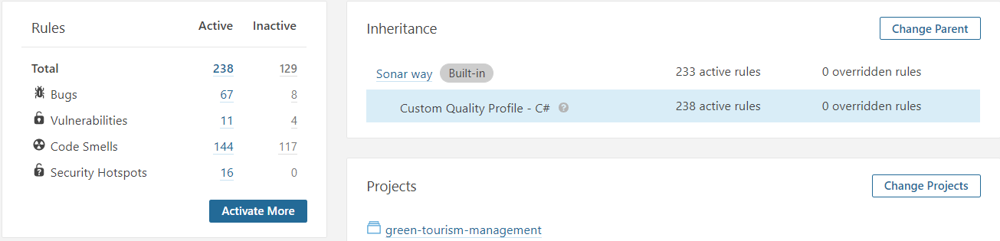 Rules Active Inactive
Total 238 129
Bugs 67 8
Vulnerabilities 11 4
Code Smells 144 117
Security Hotspots 16 0
Activate More
Inheritance Change Parent
Sonar way Built-in 233 active rules 0 overridden rules
Custom Quality Profile - C# ? 238 active rules 0 overridden rules
Projects Change Projects
green-tourism-management